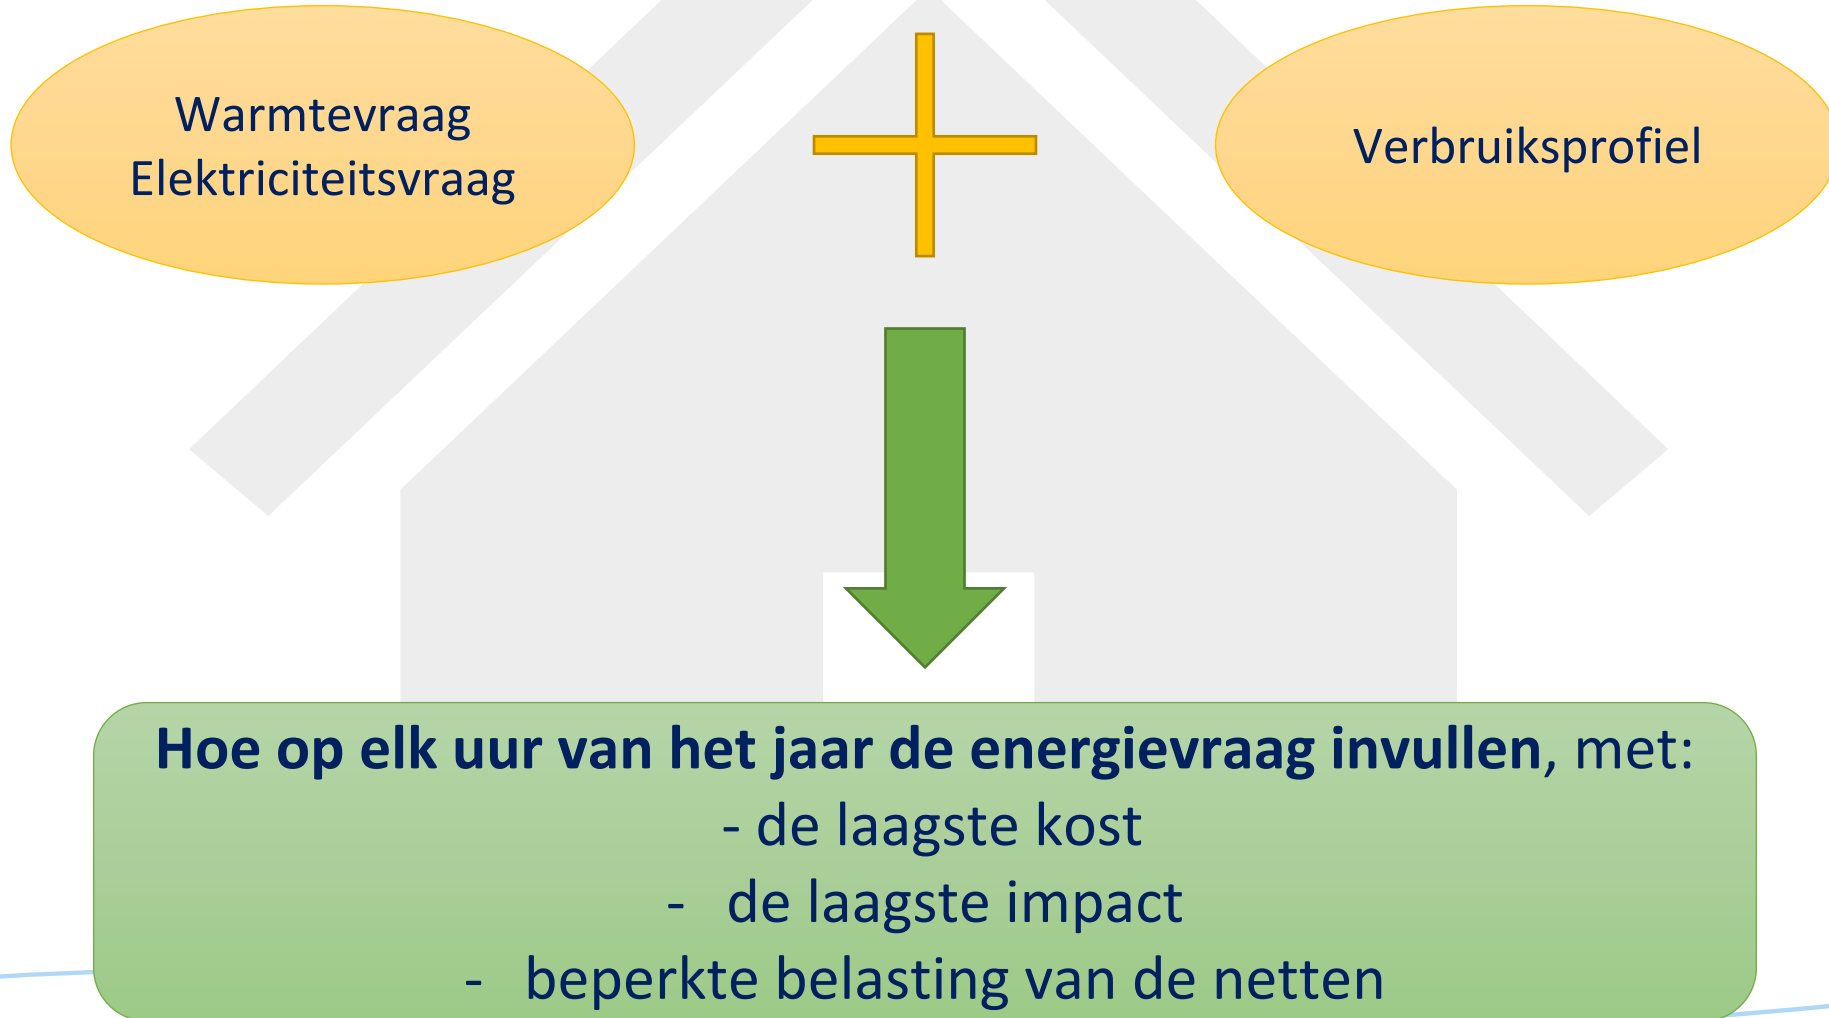 Warmtevraag
Elektriciteitsvraag
Verbruiksprofiel
Hoe op elk uur van het jaar de energievraag invullen, met:
- de laagste kost
- de laagste impact
- beperkte belasting van de netten